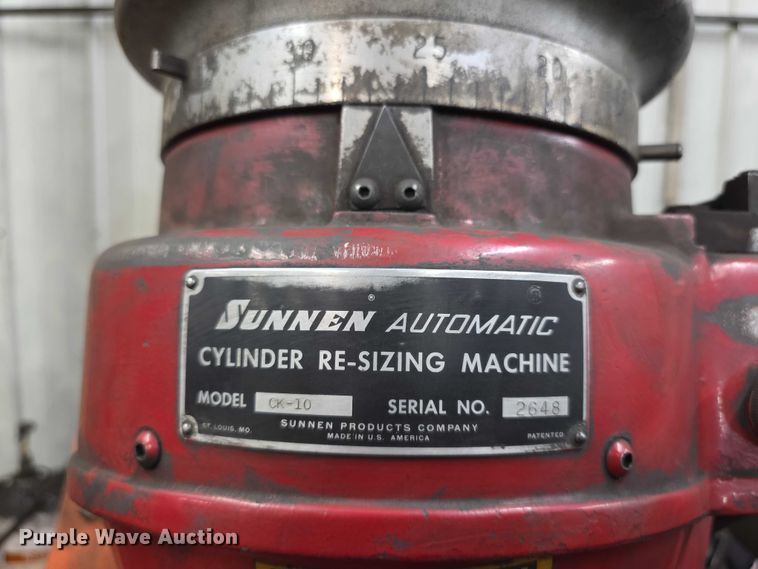 30 25 20
SUNNEN® AUTOMATIC
CYLINDER RE-SIZING MACHINE
MODEL CK-10 SERIAL NO. 2648
ST. LOUIS, MO. SUNNEN PRODUCTS COMPANY
MADE IN U.S. AMERICA PATENTED
Purple Wave Auction